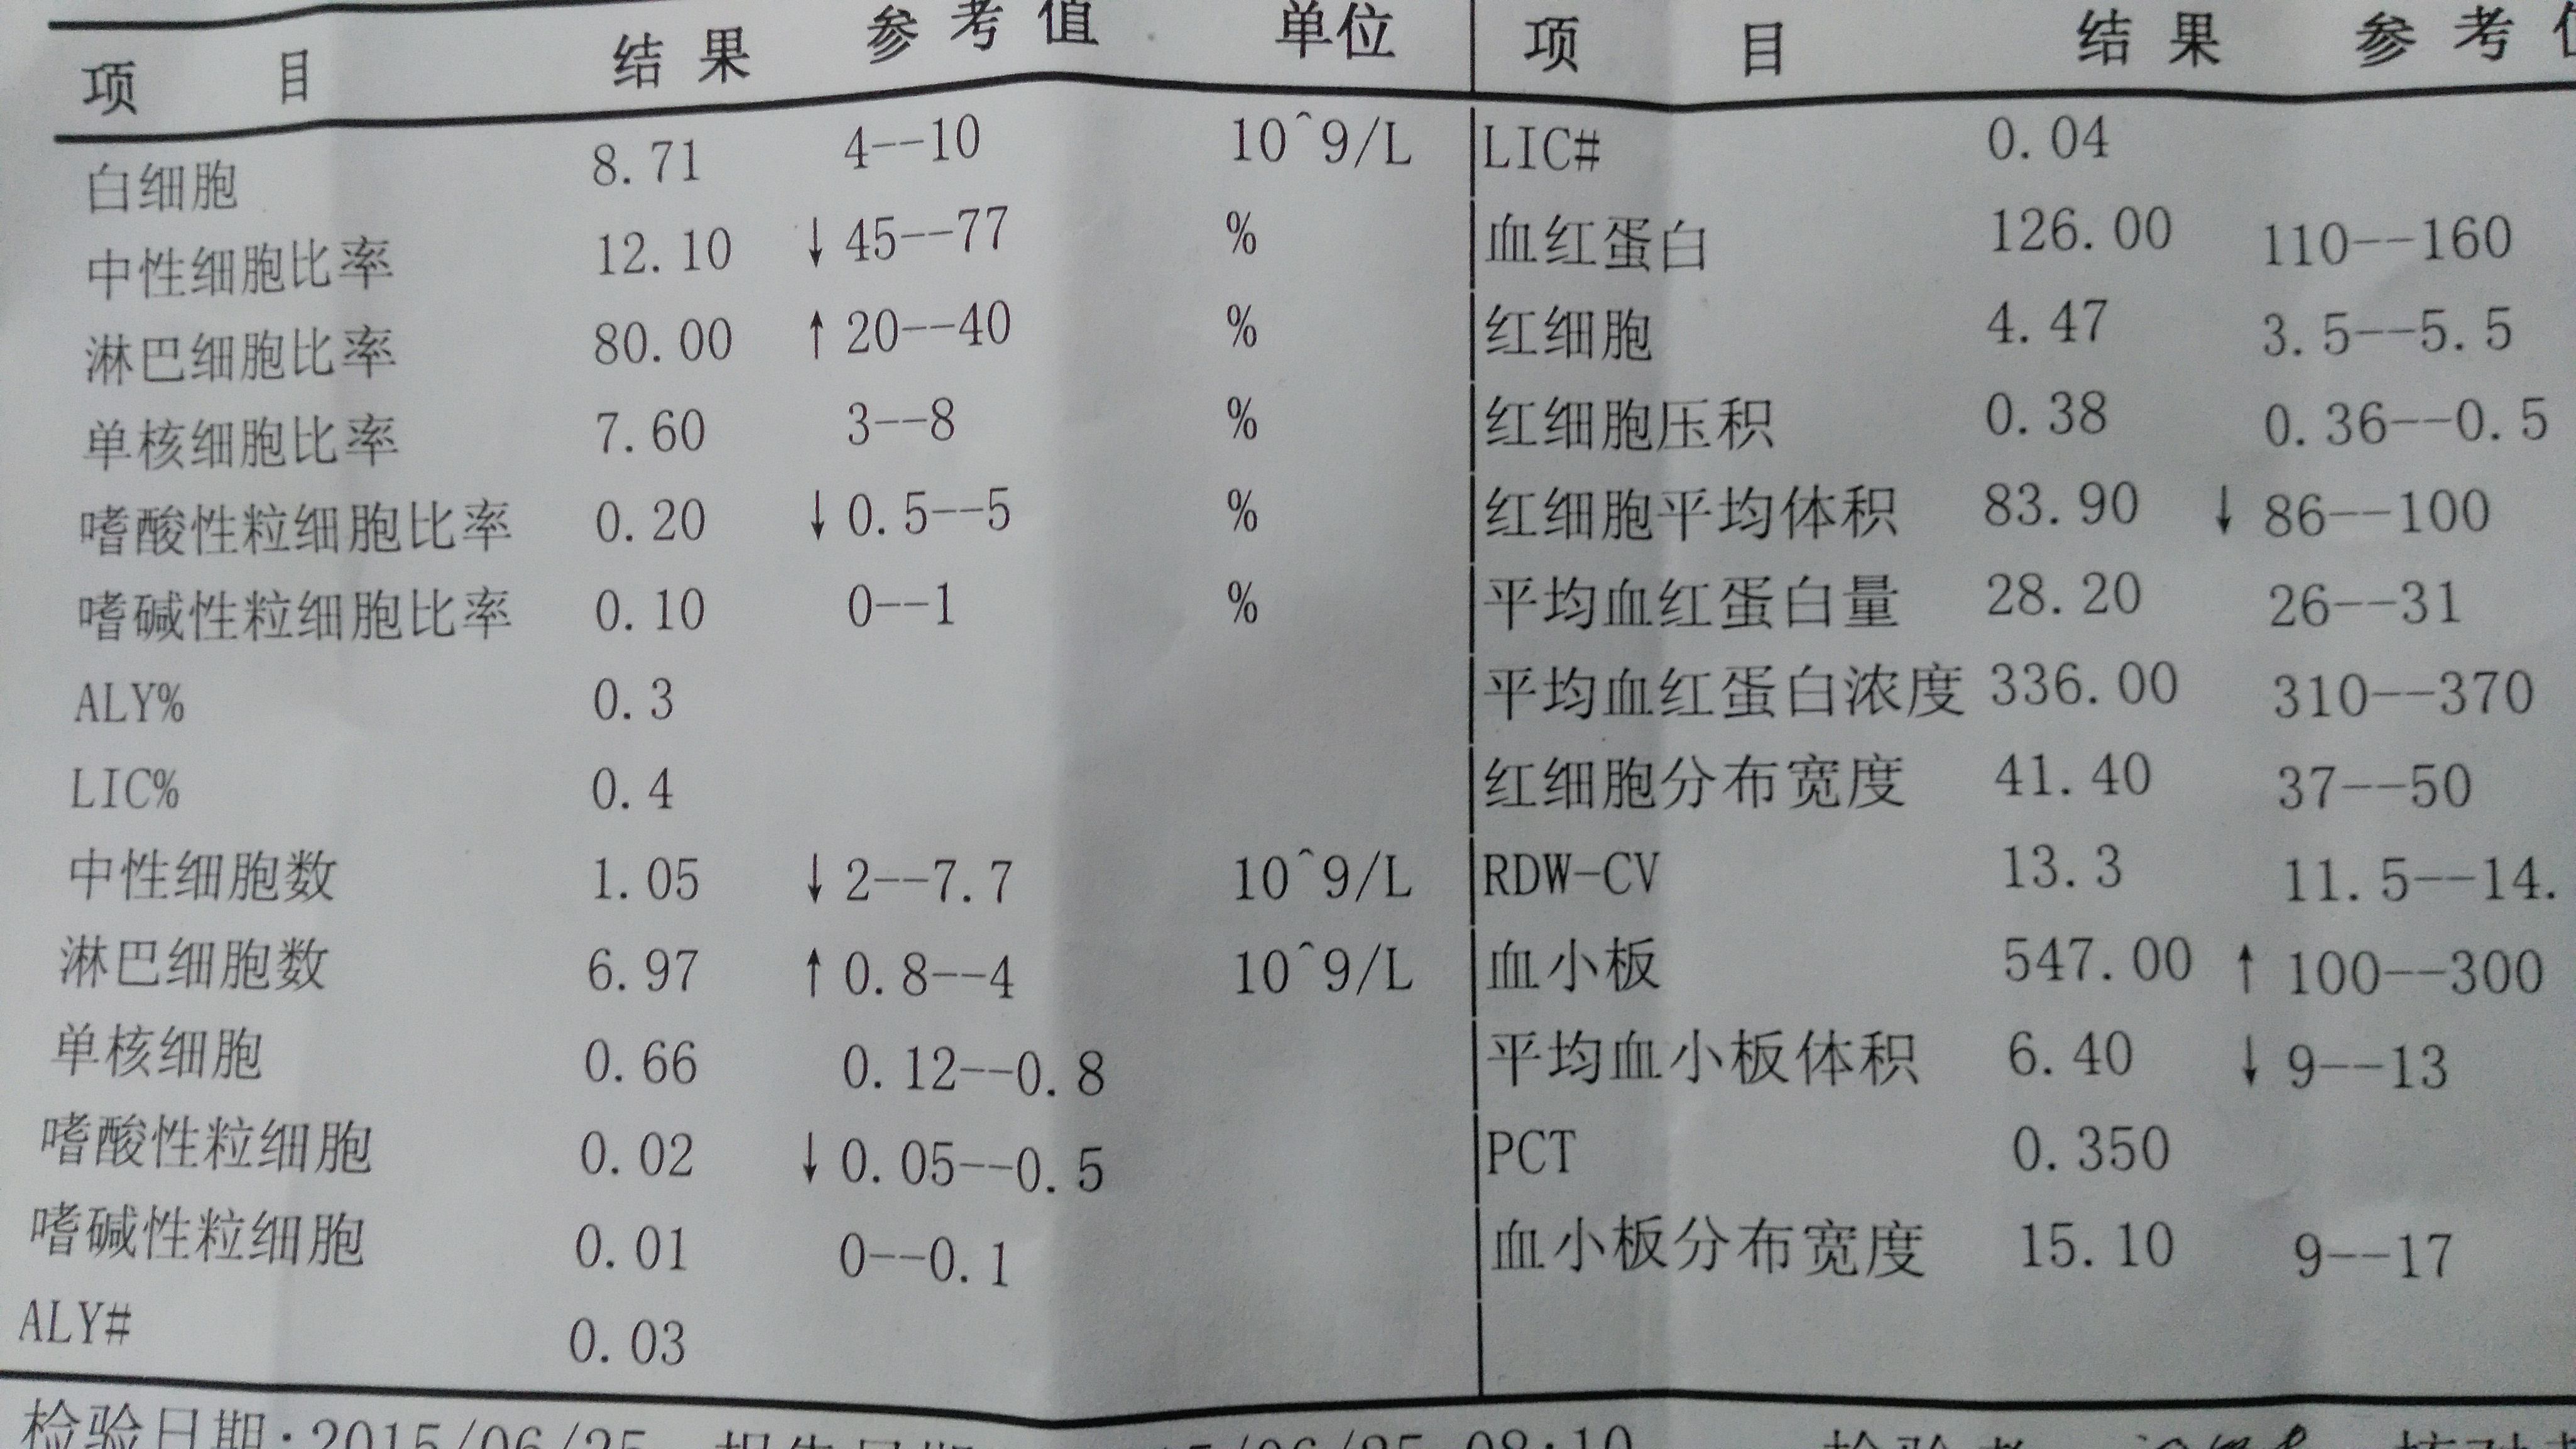 项 目 结 果 参 考 值 单位 项 目 结 果 参 考
白细胞 8.71 4--10 10^9/L LIC# 0.04
中性细胞比率 12.10 ↓ 45--77 % 血红蛋白 126.00 110--160
淋巴细胞比率 80.00 ↑ 20--40 % 红细胞 4.47 3.5--5.5
单核细胞比率 7.60 3--8 % 红细胞压积 0.38 0.36--0.5
嗜酸性粒细胞比率 0.20 ↓ 0.5--5 % 红细胞平均体积 83.90 ↓ 86--100
嗜碱性粒细胞比率 0.10 0--1 % 平均血红蛋白量 28.20 26--31
ALY% 0.3 平均血红蛋白浓度 336.00 310--370
LIC% 0.4 红细胞分布宽度 41.40 37--50
中性细胞数 1.05 ↓ 2--7.7 10^9/L RDW-CV 13.3 11.5--14.
淋巴细胞数 6.97 ↑ 0.8--4 10^9/L 血小板 547.00 ↑ 100--300
单核细胞 0.66 0.12--0.8 平均血小板体积 6.40 ↓ 9--13
嗜酸性粒细胞 0.02 ↓ 0.05--0.5 PCT 0.350
嗜碱性粒细胞 0.01 0--0.1 血小板分布宽度 15.10 9--17
ALY# 0.03
检验日期:2015/06/25 报告日期 08:10 检验者